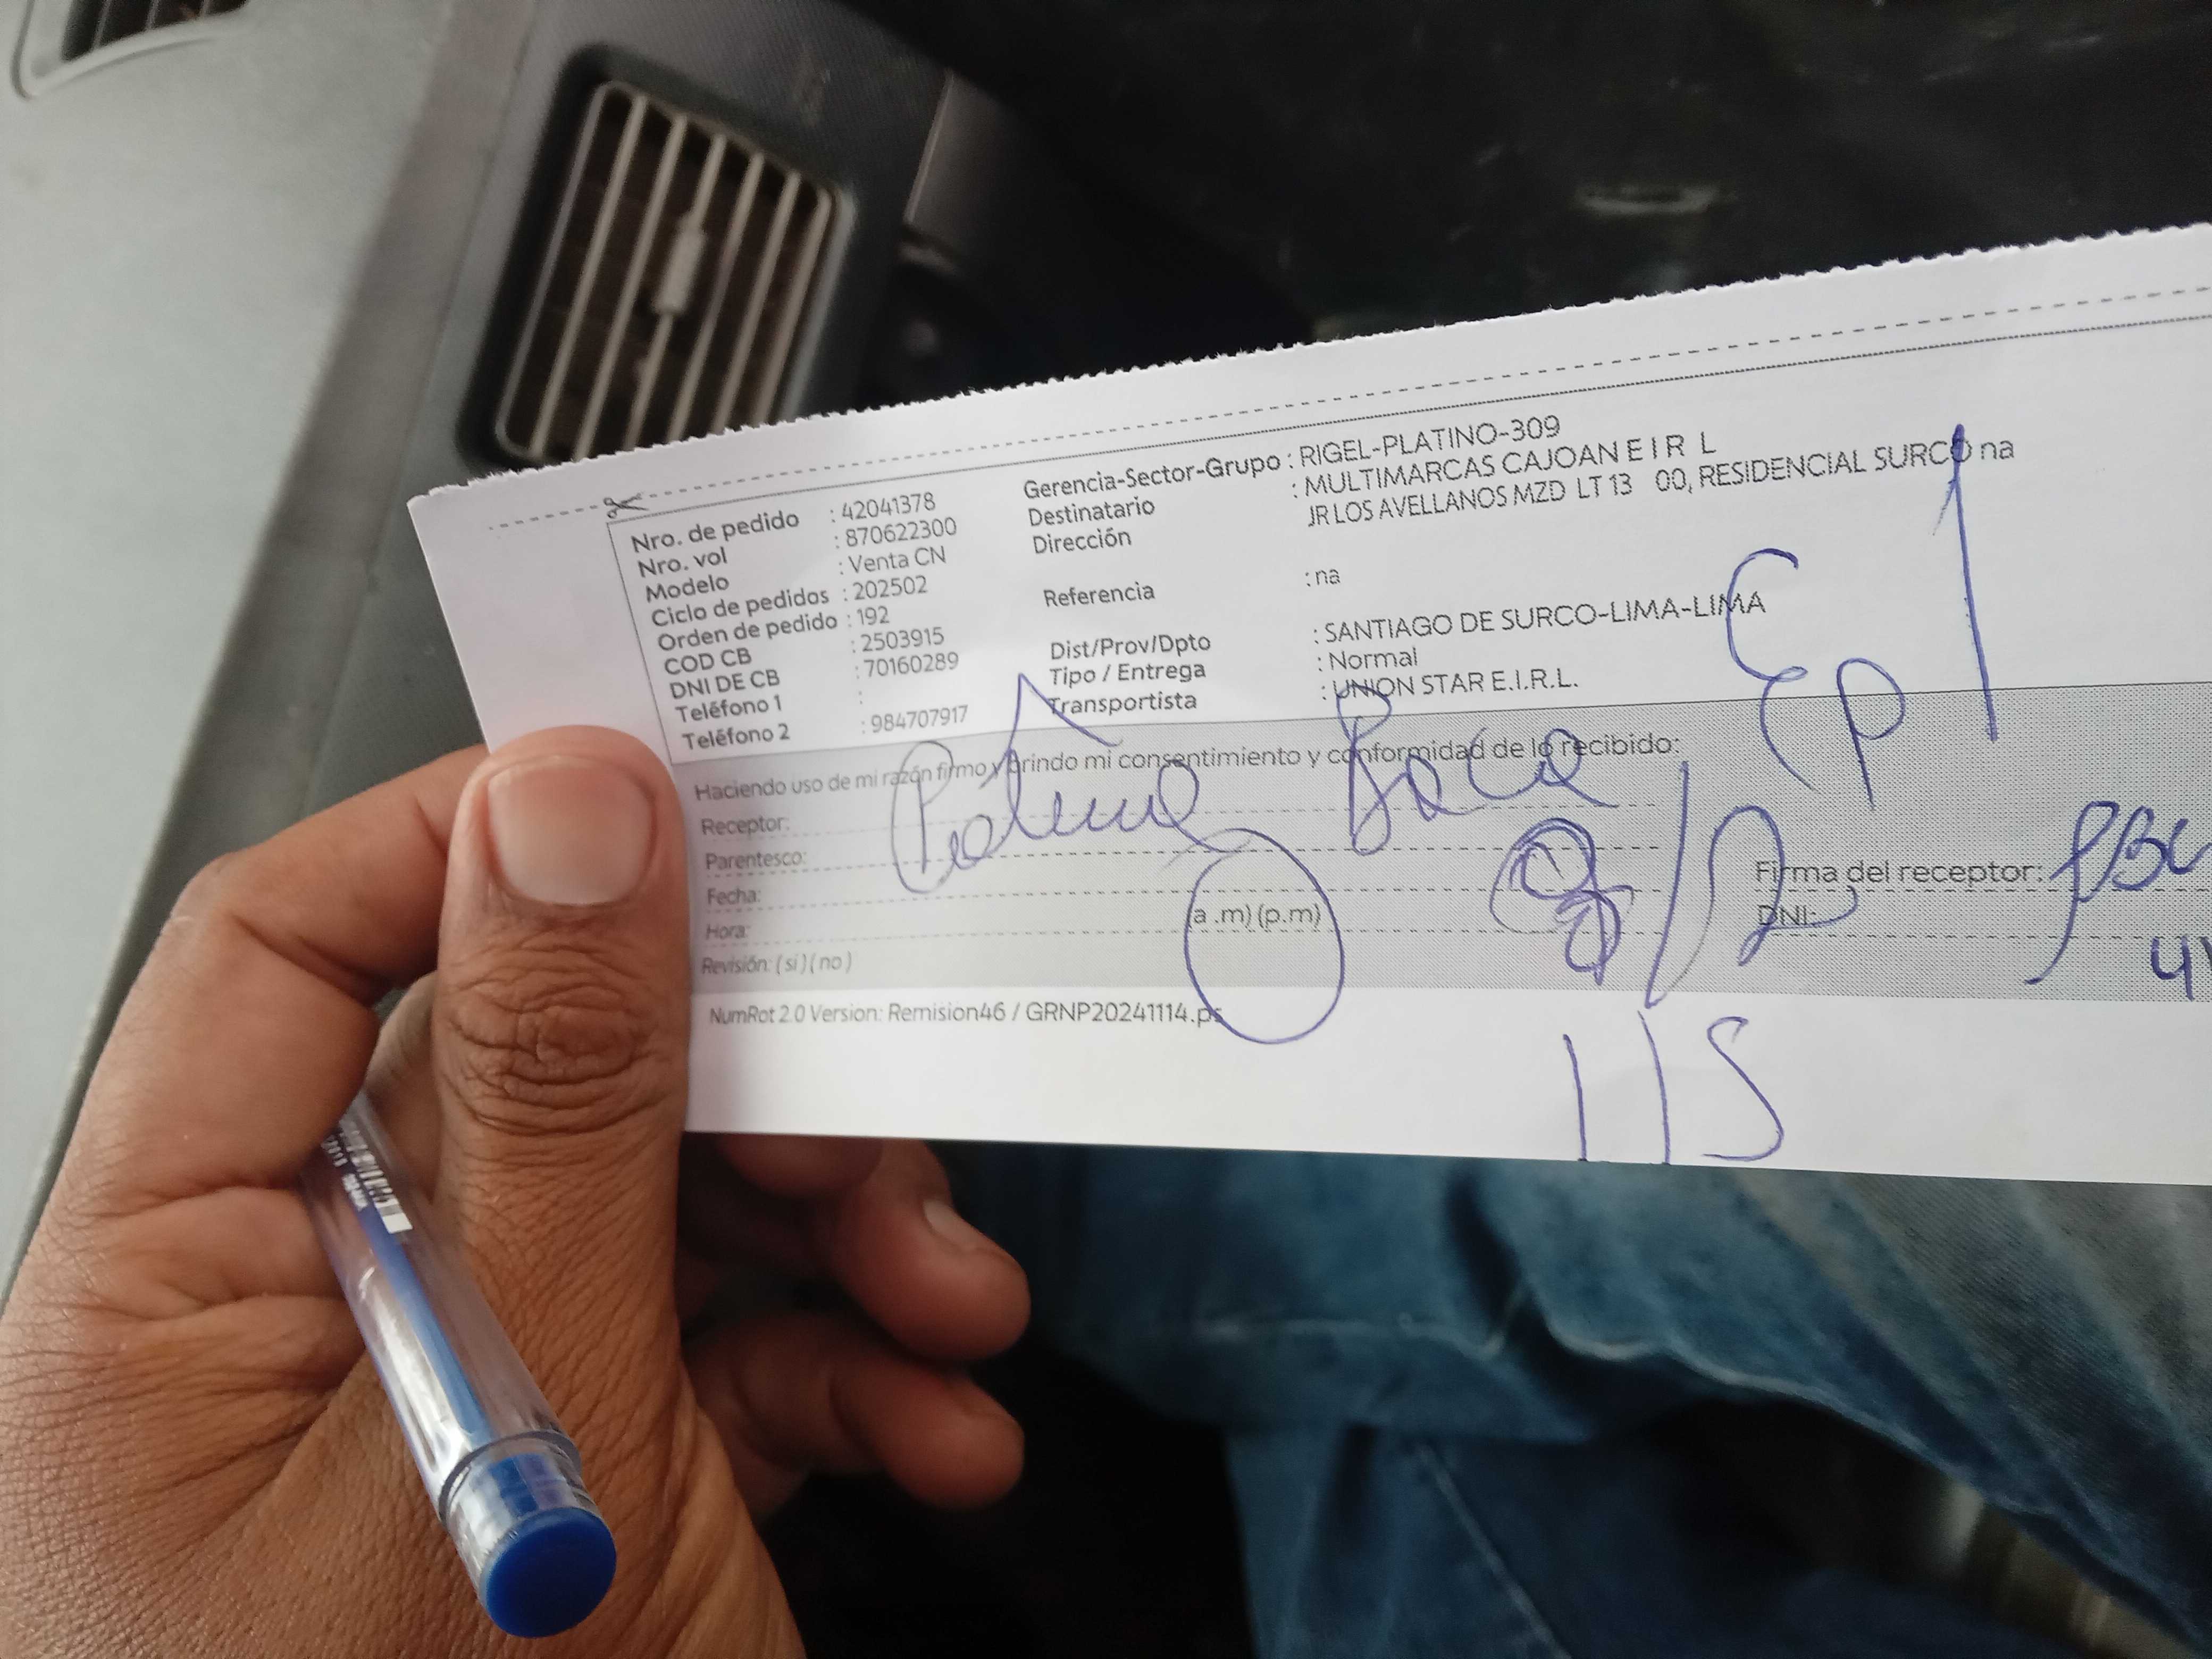 Nro. de pedido : 42041378
Nro. vol : 870622300
Modelo : Venta CN
Ciclo de pedidos : 202502
Orden de pedido : 192
COD CB : 2503915
DNI DE CB : 70160289
Teléfono 1 :
Teléfono 2 : 984707917
Gerencia-Sector-Grupo : RIGEL-PLATINO-309
Destinatario : MULTIMARCAS CAJOAN E I R L
Dirección JR LOS AVELLANOS MZD LT 13 00, RESIDENCIAL SURCO na
Referencia : na
Dist/Prov/Dpto : SANTIAGO DE SURCO-LIMA-LIMA
Tipo / Entrega : Normal
Transportista : UNION STAR E.I.R.L.
Haciendo uso de mi razón firmo y brindo mi consentimiento y conformidad de lo recibido:
Receptor:
Parentesco:
Fecha:
Hora: (a .m) (p.m)
Revisión: ( si ) ( no )
Firma del receptor:
DNI:
NumRot 2.0 Version: Remision46 / GRNP20241114.ps